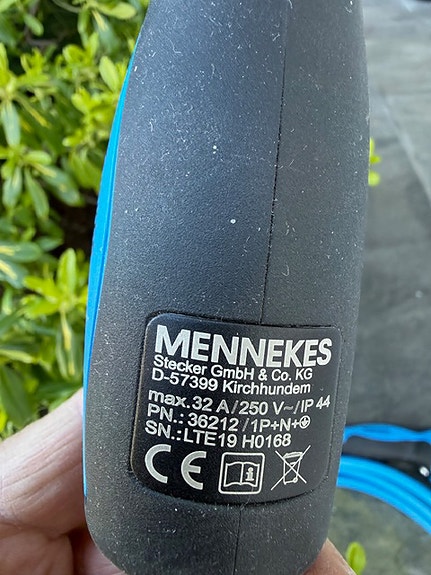 MENNEKES
Stecker GmbH & Co. KG
D-57399 Kirchhundem
max.32 A/250 V~/IP 44
PN.: 36212/1P+N+⏚
SN.:LTE19 H0168
CE